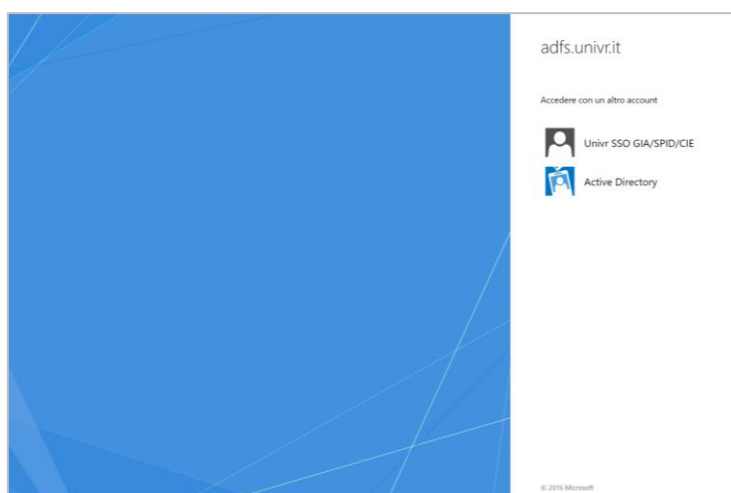 adfs.univr.it
Accedere con un altro account
Univr SSO GIA/SPID/CIE
Active Directory
© 2016 Microsoft